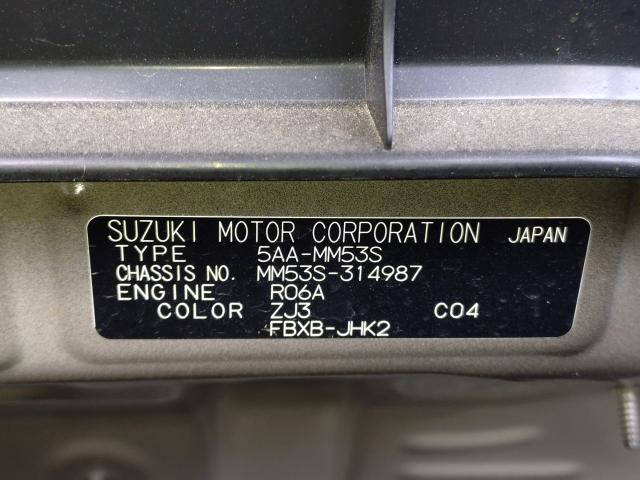 SUZUKI MOTOR CORPORATION JAPAN
TYPE 5AA-MM53S
CHASSIS NO. MM53S-314987
ENGINE R06A
COLOR ZJ3 C04
FBXB-JHK2